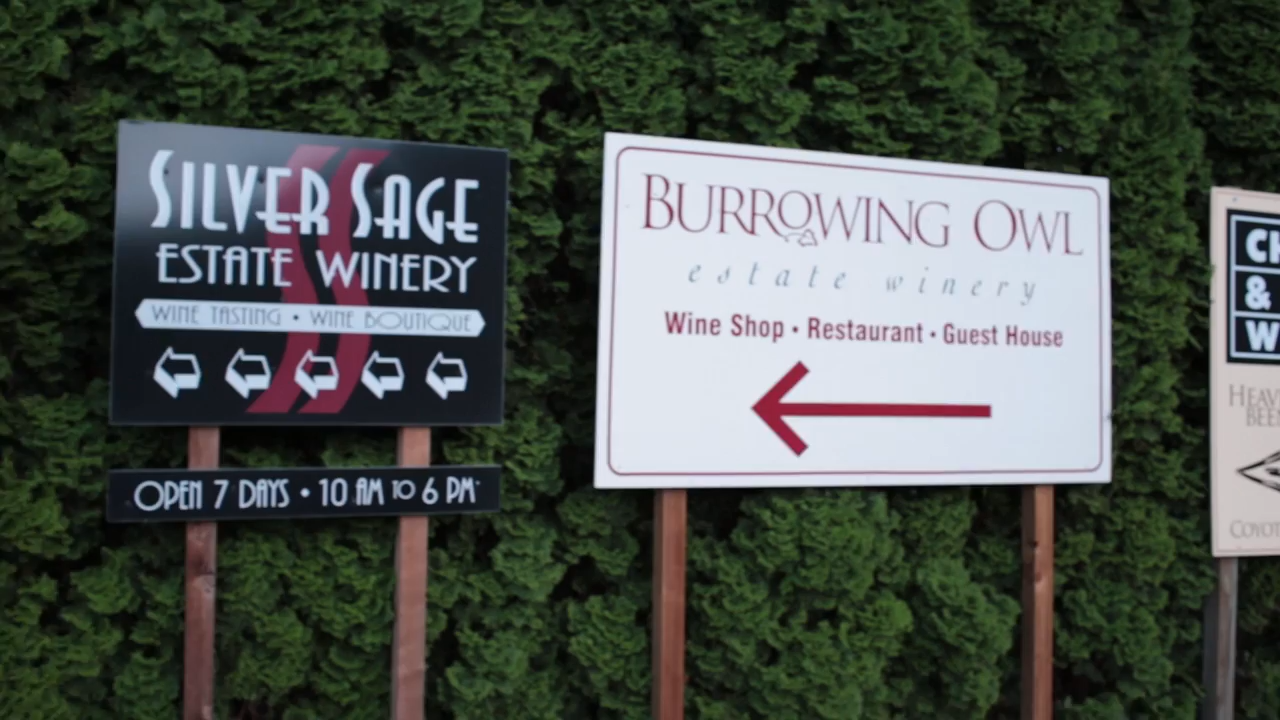 SILVER SAGE
ESTATE WINERY
WINE TASTING • WINE BOUTIQUE
OPEN 7 DAYS • 10 AM TO 6 PM
BURROWING OWL
estate winery
Wine Shop • Restaurant • Guest House
&